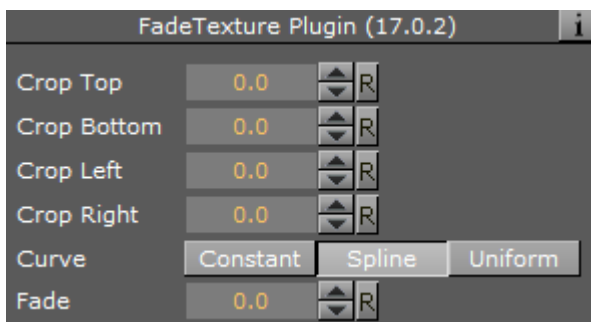 FadeTexture Plugin (17.0.2) i
Crop Top 0.0 R
Crop Bottom 0.0 R
Crop Left 0.0 R
Crop Right 0.0 R
Curve Constant Spline Uniform
Fade 0.0 R